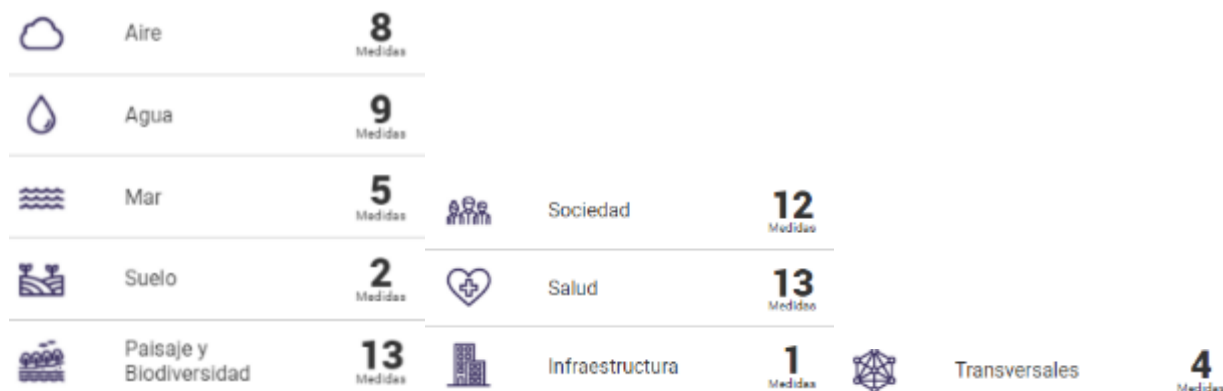 Aire
8
Medidas
Agua
9
Medidas
Mar
5
Medidas
Suelo
2
Medidas
Paisaje y
Biodiversidad
13
Medidas
Sociedad
12
Medidas
Salud
13
Medidas
Infraestructura
1
Medidas
Transversales
4
Medidas